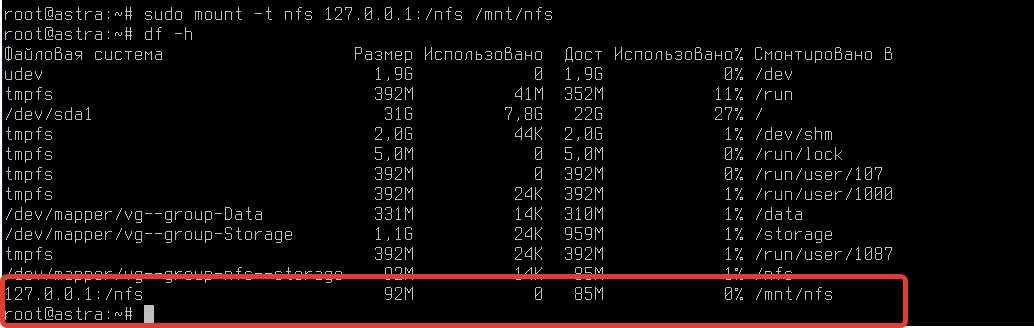 root@astra:~# sudo mount -t nfs 127.0.0.1:/nfs /mnt/nfs
root@astra:~# df -h
Файловая система Размер Использовано Дост Использовано% Смонтировано в
udev 1,9G 0 1,9G 0% /dev
tmpfs 392M 41M 352M 11% /run
/dev/sda1 31G 7,8G 22G 27% /
tmpfs 2,0G 44K 2,0G 1% /dev/shm
tmpfs 5,0M 0 5,0M 0% /run/lock
tmpfs 392M 0 392M 0% /run/user/107
tmpfs 392M 24K 392M 1% /run/user/1000
/dev/mapper/vg--group-Data 331M 14K 310M 1% /data
/dev/mapper/vg--group-Storage 1,1G 24K 959M 1% /storage
tmpfs 392M 24K 392M 1% /run/user/1087
/dev/mapper/vg--group-nfs--storage 92M 14K 85M 1% /nfs
127.0.0.1:/nfs 92M 0 85M 0% /mnt/nfs
root@astra:~#